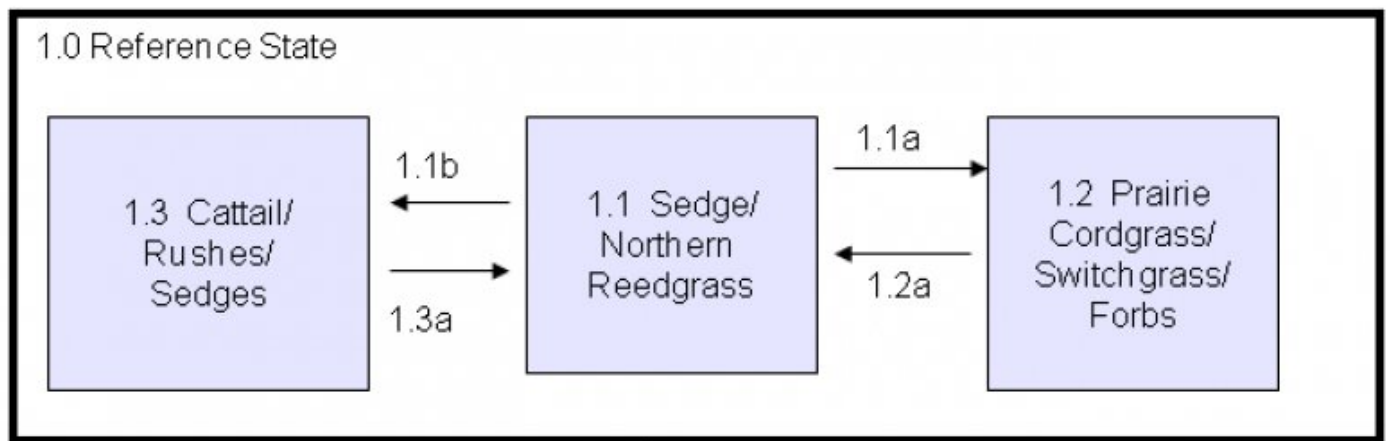 1.0 Reference State
1.3 Cattail/
Rushes/
Sedges
1.1b
1.3a
1.1 Sedge/
Northern
Reedgrass
1.1a
1.2a
1.2 Prairie
Cordgrass/
Switchgrass/
Forbs